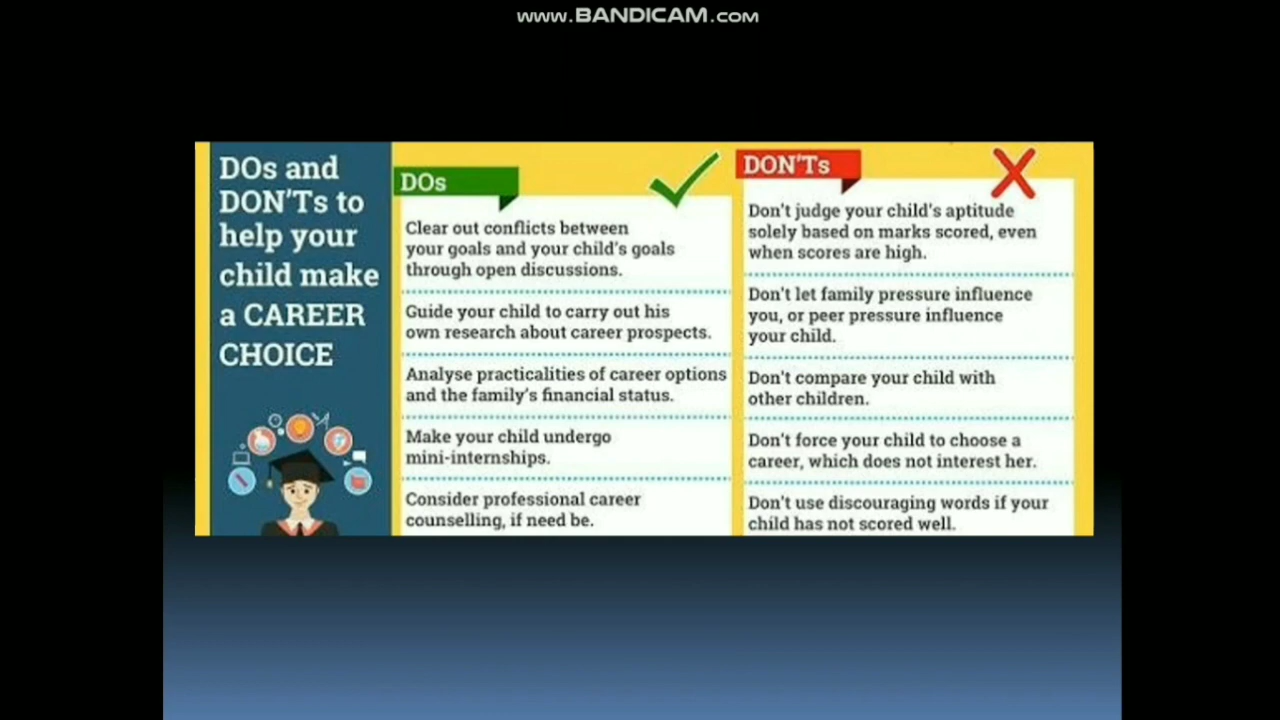 www.BANDICAM.com
DOs and
DON'Ts to
help your
child make
a CAREER
CHOICE
DOs
Clear out conflicts between
your goals and your child's goals
through open discussions.
Guide your child to carry out his
own research about career prospects.
Analyse practicalities of career options
and the family's financial status.
Make your child undergo
mini-internships.
Consider professional career
counselling, if need be.
DON'Ts
Don't judge your child's aptitude
solely based on marks scored, even
when scores are high.
Don't let family pressure influence
you, or peer pressure influence
your child.
Don't compare your child with
other children.
Don't force your child to choose a
career, which does not interest her.
Don't use discouraging words if your
child has not scored well.